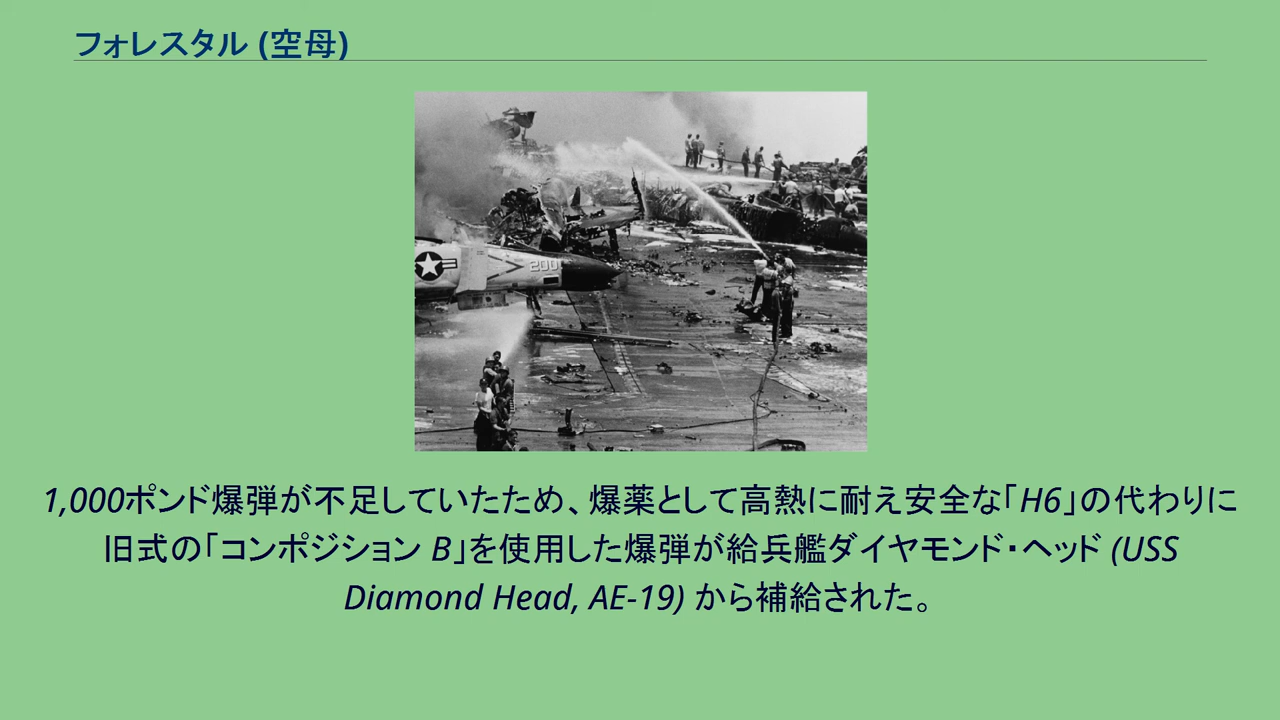 フォレスタル (空母)
200
1,000ポンド爆弾が不足していたため、爆薬として高熱に耐え安全な「H6」の代わりに
旧式の「コンポジション B」を使用した爆弾が給兵艦ダイヤモンド・ヘッド (USS
Diamond Head, AE-19) から補給された。